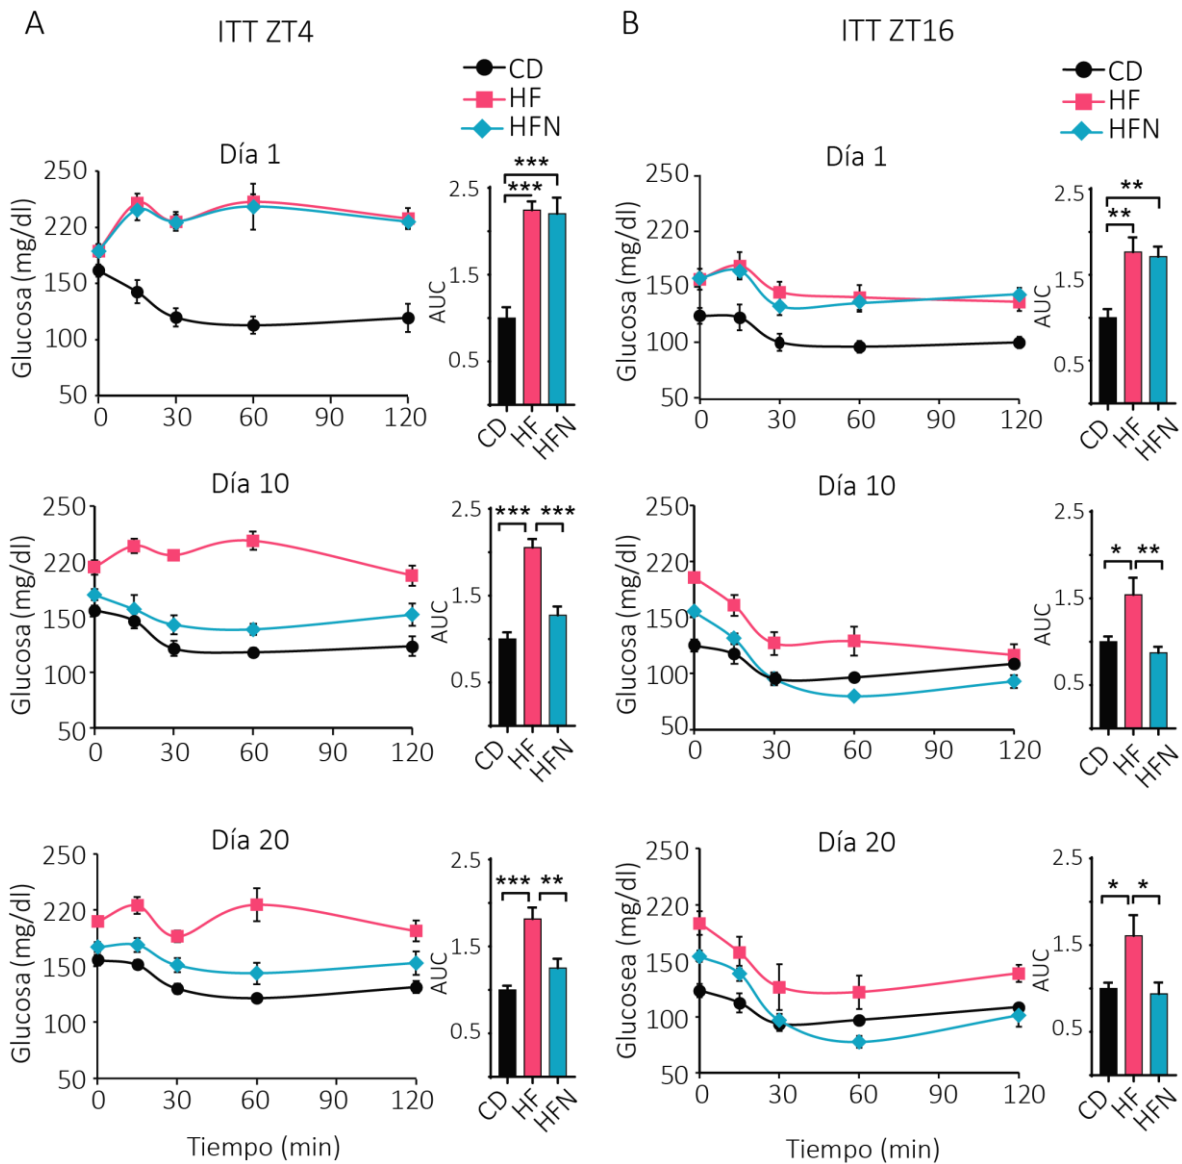 A
ITT ZT4
CD
HF
HFN
Día 1
Glucosa (mg/dl)
250
220
150
100
50
0
30
60
90
120
AUC
2.5
1.5
0.5
***
***
CD
HF
HFN
Día 10
Glucosa (mg/dl)
250
220
150
100
50
0
30
60
90
120
AUC
2.5
1.5
0.5
*** ***
CD
HF
HFN
Día 20
Glucosa (mg/dl)
250
220
150
100
50
0
30
60
90
120
Tiempo (min)
AUC
2.5
1.5
0.5
*** **
CD
HF
HFN
B
ITT ZT16
CD
HF
HFN
Día 1
Glucosa (mg/dl)
250
220
150
100
50
0
30
60
90
120
AUC
2.5
1.5
0.5
**
**
CD
HF
HFN
Día 10
Glucosa (mg/dl)
250
220
150
100
50
0
30
60
90
120
AUC
2.5
1.5
0.5
* **
CD
HF
HFN
Día 20
Glucosea (mg/dl)
250
220
150
100
50
0
30
60
90
120
Tiempo (min)
AUC
2.5
1.5
0.5
* *
CD
HF
HFN